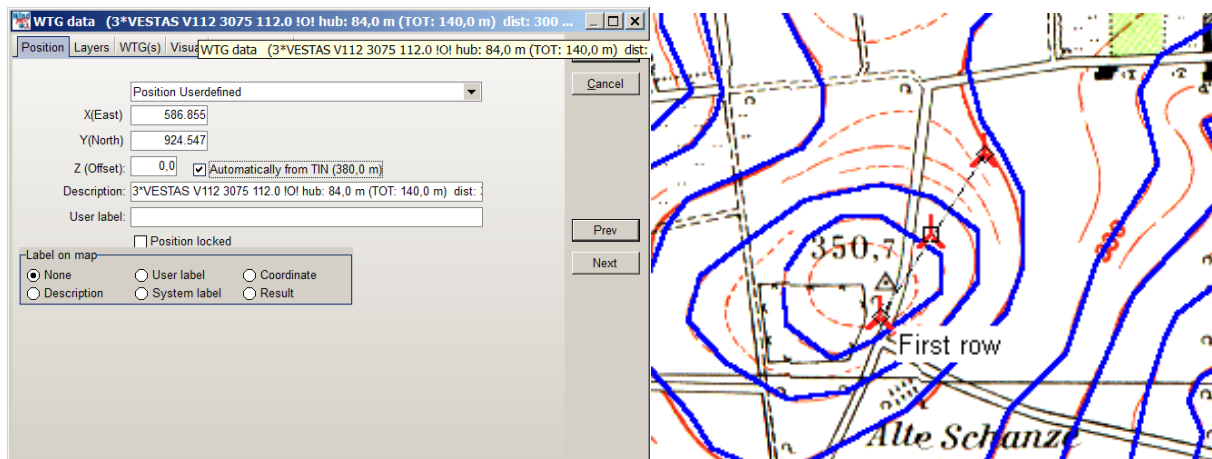 WTG data (3*VESTAS V112 3075 112.0 !O! hub: 84,0 m (TOT: 140,0 m) dist: 300 ...
Position Layers WTG(s) Visua
WTG data (3*VESTAS V112 3075 112.0 !O! hub: 84,0 m (TOT: 140,0 m) dist:
Cancel
Position Userdefined
X(East) 586.855
Y(North) 924.547
Z (Offset): 0,0 Automatically from TIN (380,0 m)
Description: 3*VESTAS V112 3075 112.0 !O! hub: 84,0 m (TOT: 140,0 m) dist:
User label:
Prev
Position locked
Next
Label on map
None User label Coordinate
Description System label Result
350,7
First row
Alte Schanze